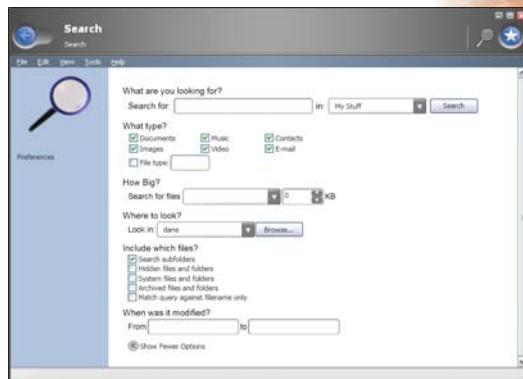 Search
Search
File Edit View Tools Help
Preferences
What are you looking for?
Search for: in: My Stuff Search
What type?
Documents Music Contacts
Images Video E-mail
File type:
How Big?
Search for files 0 KB
Where to look?
Look in: dane Browse...
Include which files?
Search subfolders
Hidden files and folders
System files and folders
Archived files and folders
Match query against filename only
When was it modified?
From to
Show Fewer Options